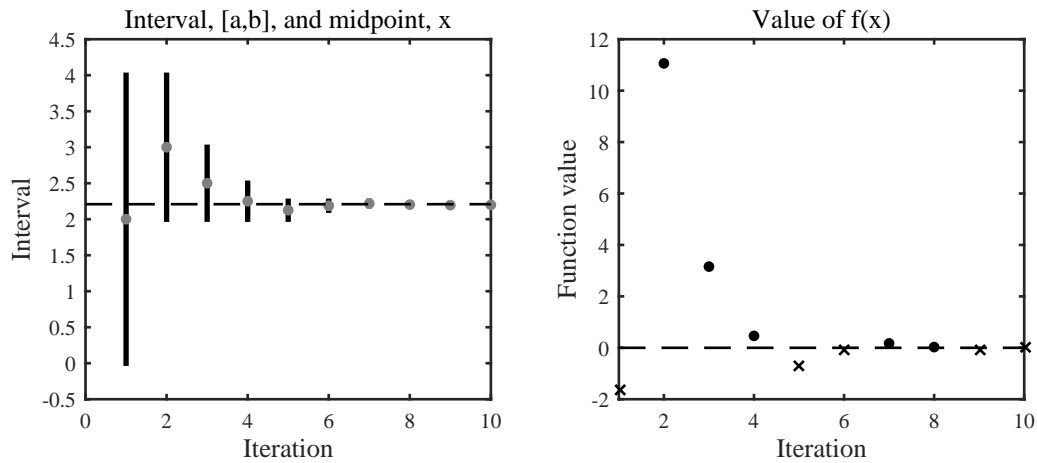 Interval, [a,b], and midpoint, x
4.5
4
3.5
3
2.5
2
1.5
1
0.5
0
-0.5
Interval
0 2 4 6 8 10
Iteration
Value of f(x)
12
10
8
6
4
2
0
-2
Function value
2 4 6 8 10
Iteration